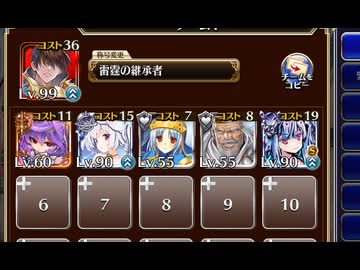 コスト36
称号変更
雷霆の継承者
チームを
コピー
Lv.99
コスト11
コスト15
コスト 7
コスト 8
コスト19
Lv.60
Lv.90
Lv.55
Lv.55
Lv.90
S
6
7
8
9
10